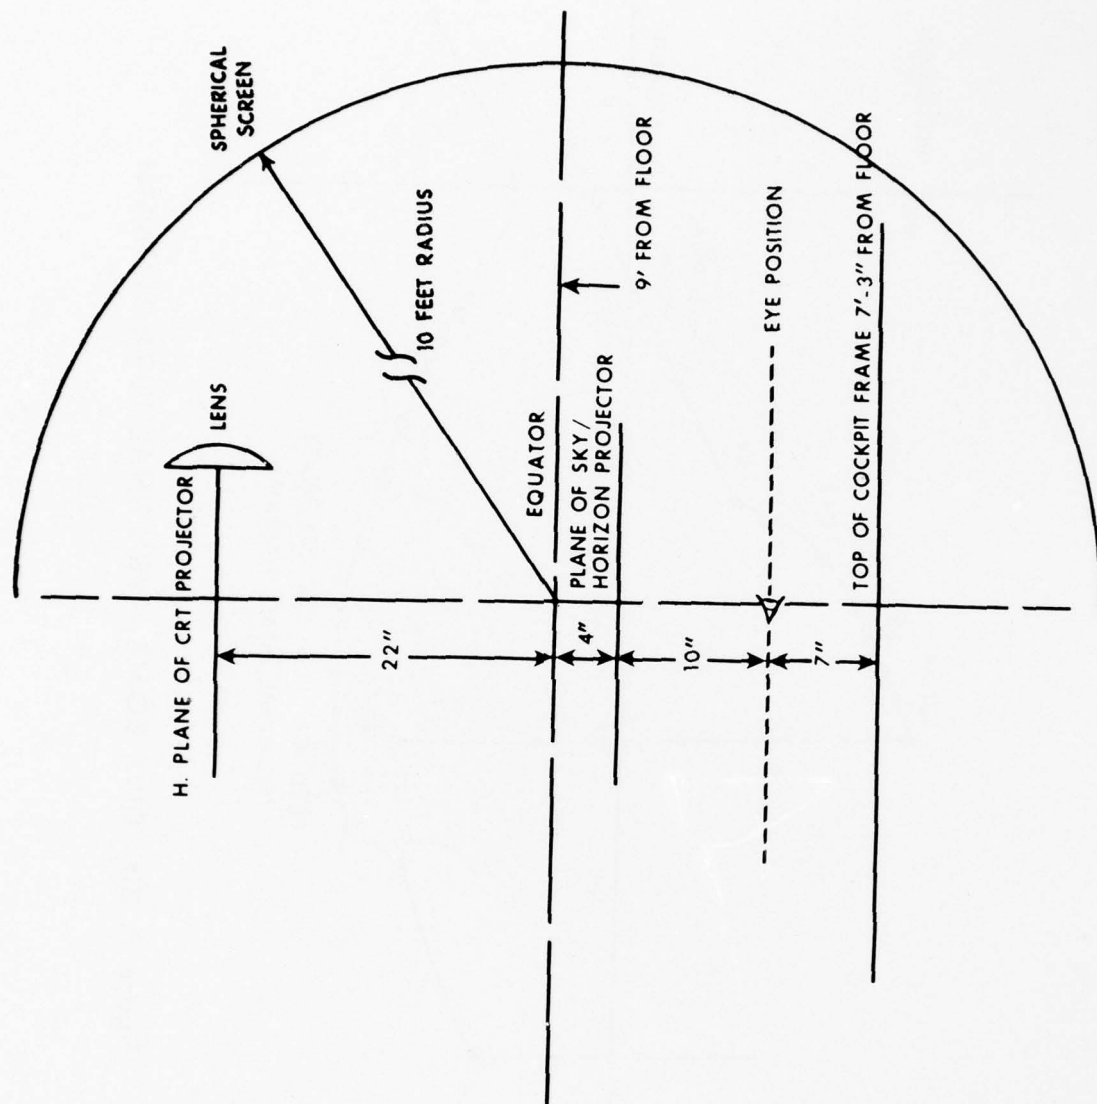 SPHERICAL
SCREEN
H. PLANE OF CRT PROJECTOR
LENS
10 FEET RADIUS
22"
EQUATOR
9' FROM FLOOR
PLANE OF SKY/
HORIZON PROJECTOR
4"
10"
EYE POSITION
7"
TOP OF COCKPIT FRAME 7'-3" FROM FLOOR